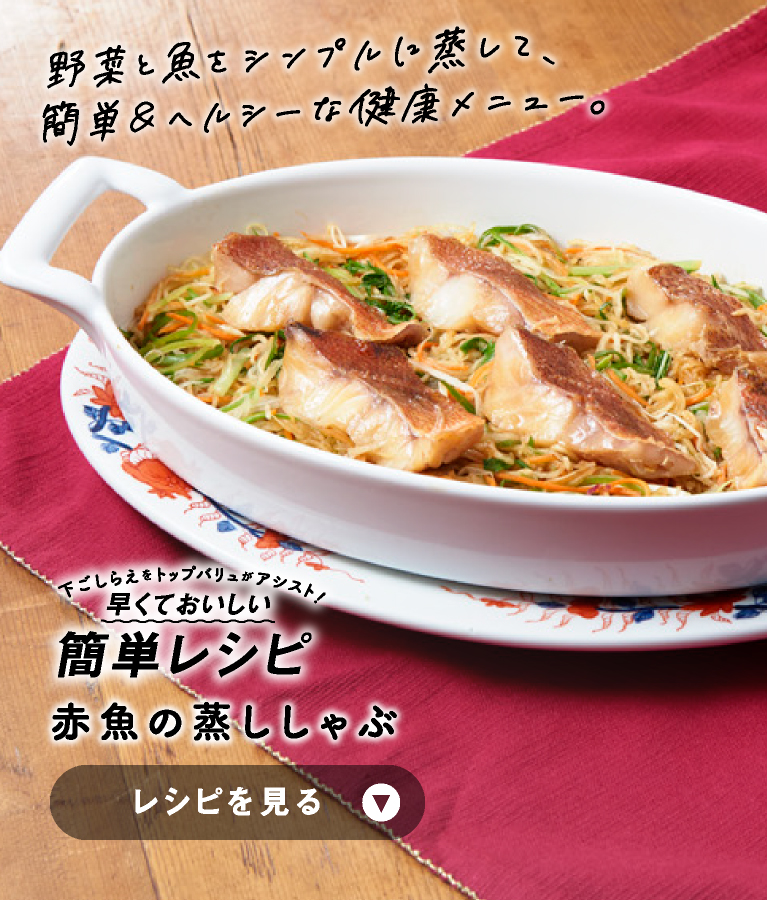 野菜と魚をシンプルに蒸して、
簡単&ヘルシーな健康メニュー。
下ごしらえをトップバリュがアシスト!
早くておいしい
簡単レシピ
赤魚の蒸ししゃぶ
レシピを見る